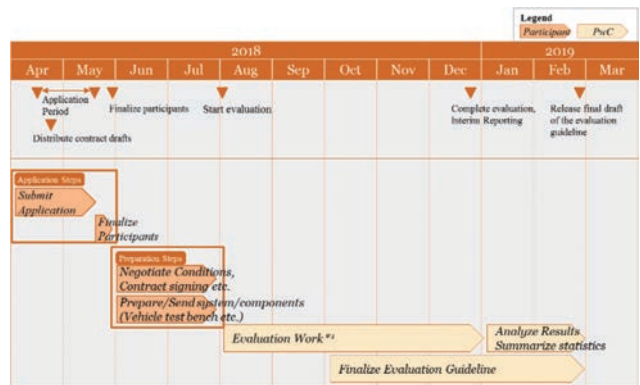 Legend
Participant PwC
2018 2019
Apr May Jun Jul Aug Sep Oct Nov Dec Jan Feb Mar
Application
Period
Finalize participants
Start evaluation
Complete evaluation,
Interim Reporting
Release final draft
of the evaluation
guideline
Distribute contract drafts
Application Steps
Submit
Application
Finalize
Participants
Preparation Steps
Negotiate Conditions,
Contract signing etc.
Prepare/Send system/components
(Vehicle test bench etc.)
Evaluation Work*1
Analyze Results
Summarize statistics
Finalize Evaluation Guideline